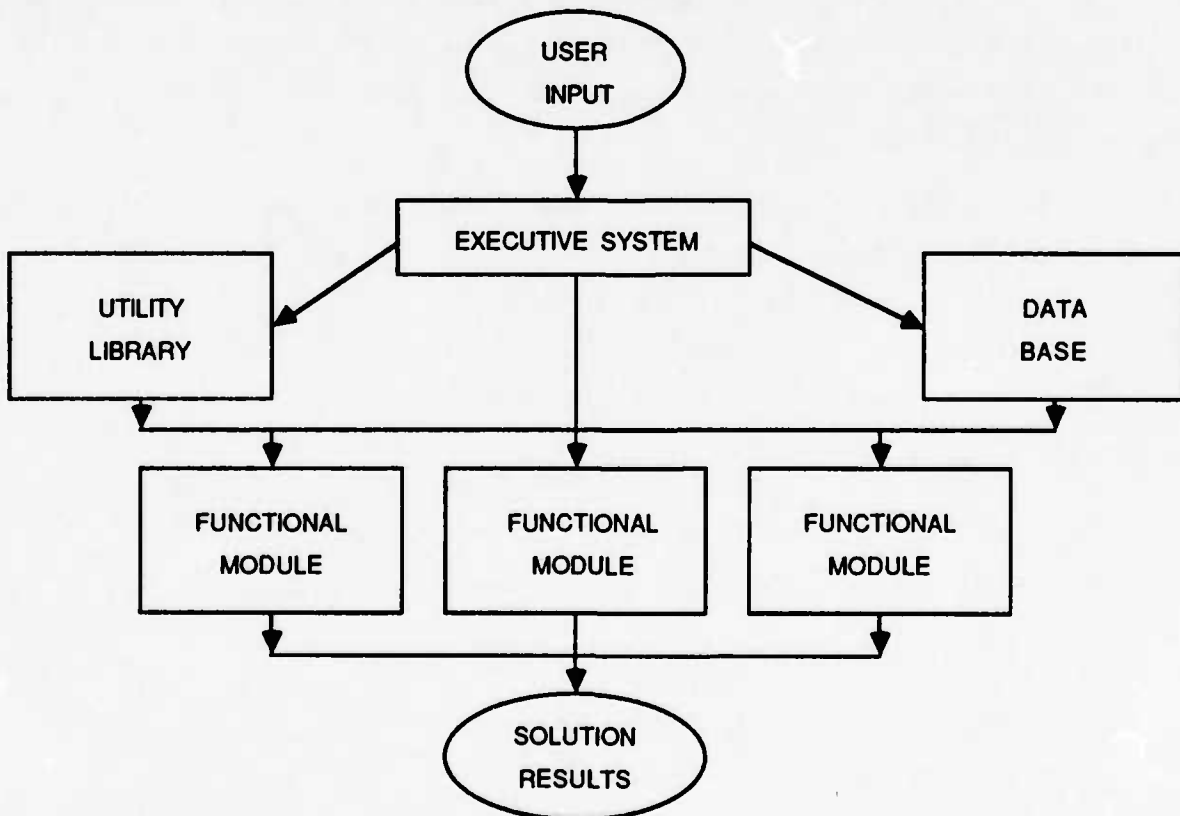 USER
INPUT
EXECUTIVE SYSTEM
UTILITY
LIBRARY
DATA
BASE
FUNCTIONAL
MODULE
FUNCTIONAL
MODULE
FUNCTIONAL
MODULE
SOLUTION
RESULTS